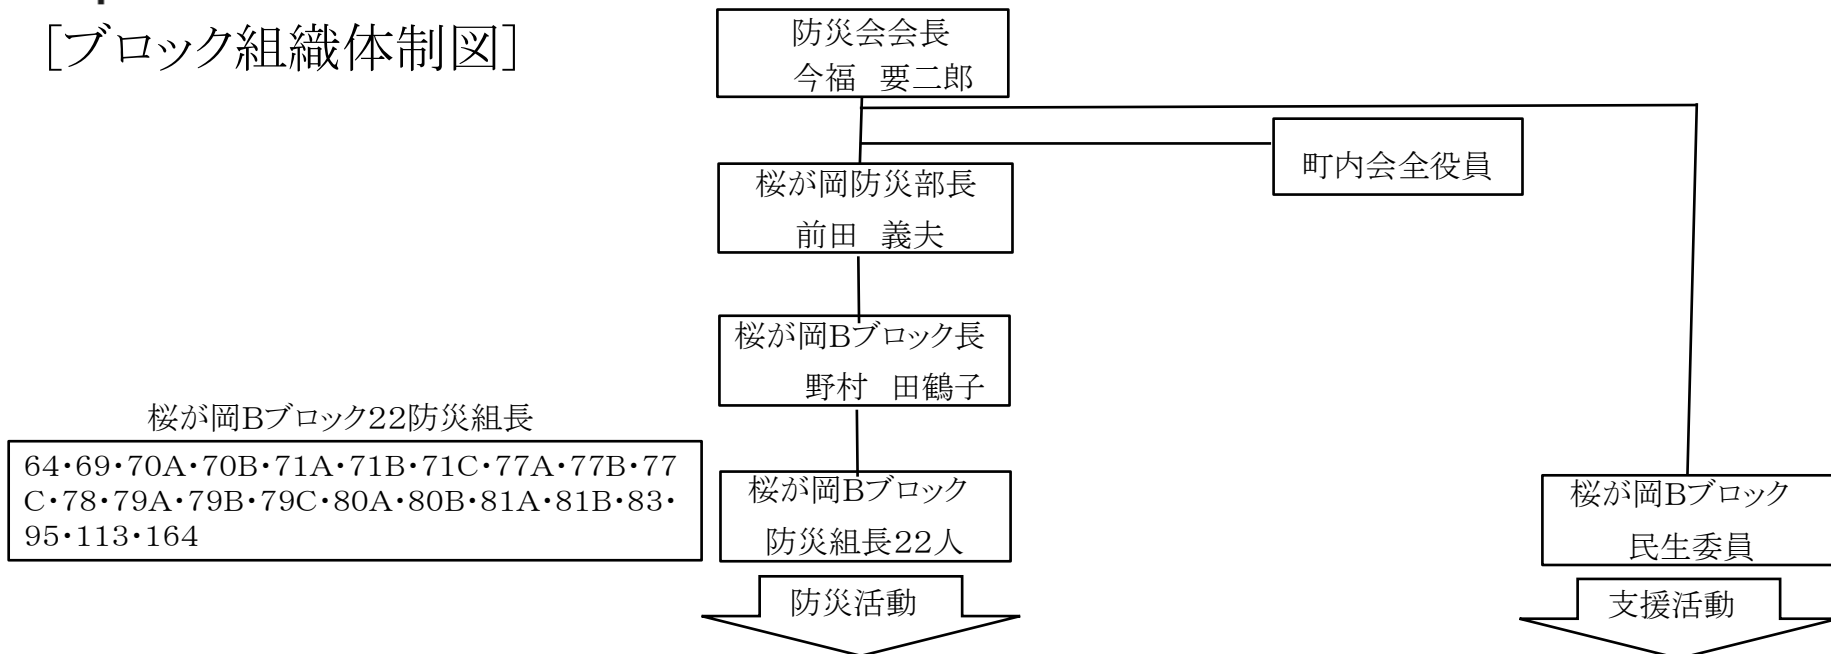 [ブロック組織体制図]
防災会会長
今福 要二郎
町内会全役員
桜が岡防災部長
前田 義夫
桜が岡Bブロック長
野村 田鶴子
桜が岡Bブロック22防災組長
64・69・70A・70B・71A・71B・71C・77A・77B・77
C・78・79A・79B・79C・80A・80B・81A・81B・83・
95・113・164
桜が岡Bブロック
防災組長22人
桜が岡Bブロック
民生委員
防災活動
支援活動